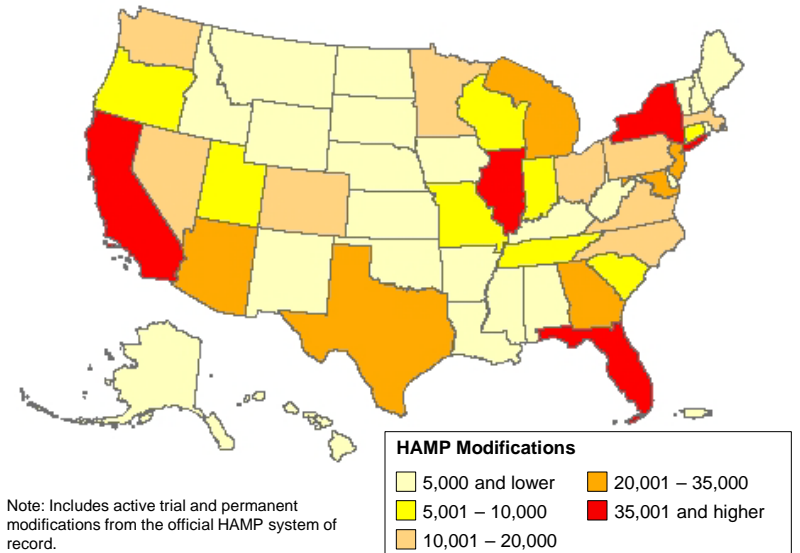 HAMP Modifications
5,000 and lower
20,001 – 35,000
5,001 – 10,000
35,001 and higher
10,001 – 20,000
Note: Includes active trial and permanent
modifications from the official HAMP system of
record.